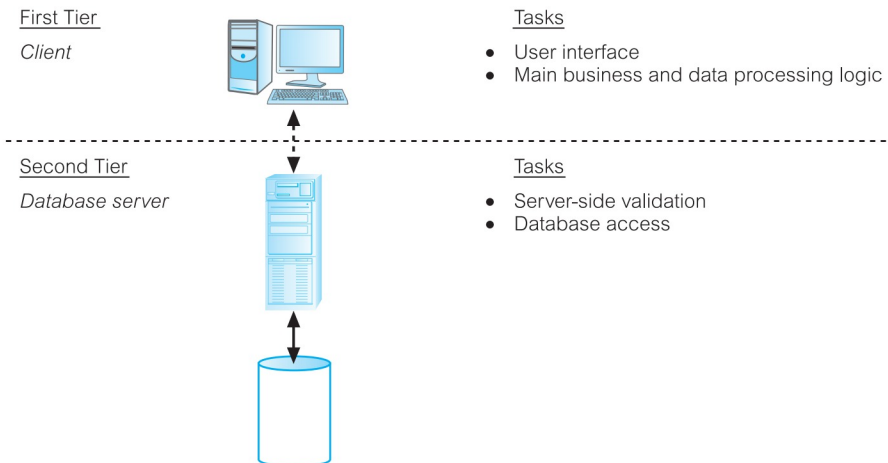 First Tier
Client
Tasks
● User interface
● Main business and data processing logic
Second Tier
Database server
Tasks
● Server-side validation
● Database access